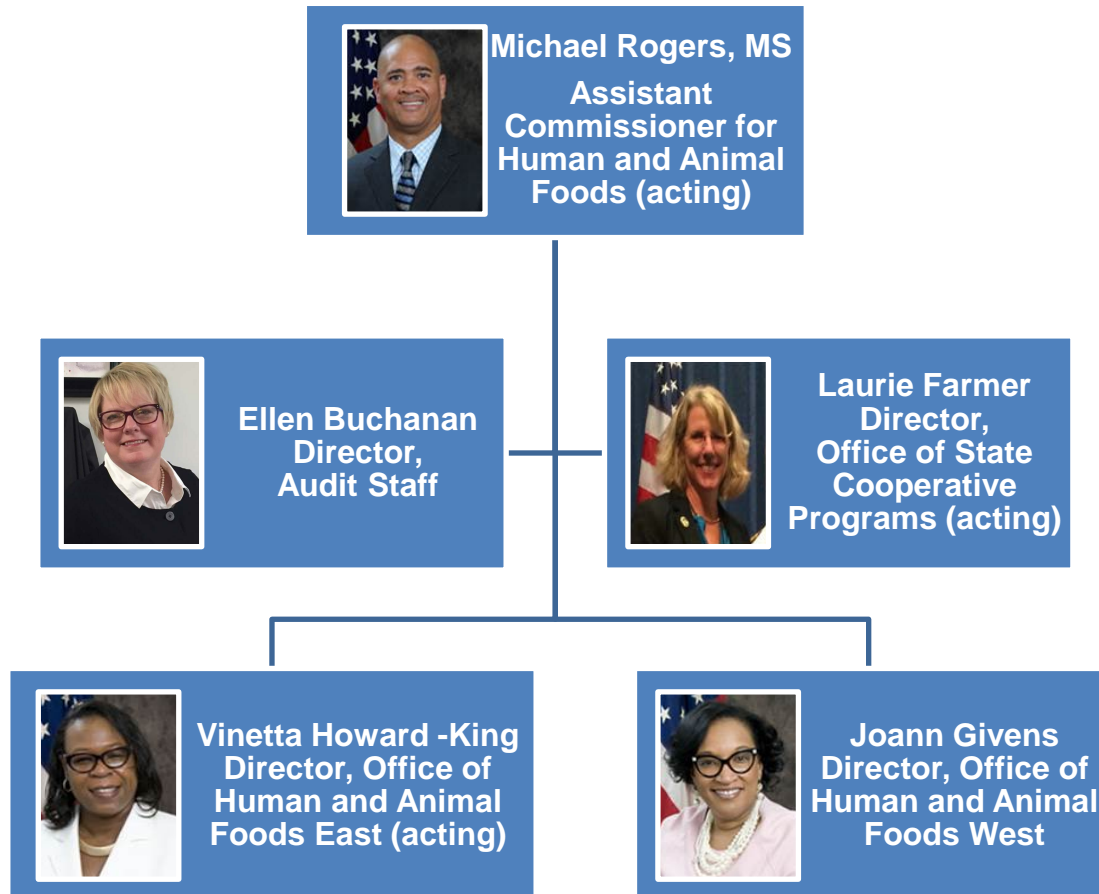 Michael Rogers, MS
Assistant
Commissioner for
Human and Animal
Foods (acting)
Ellen Buchanan
Director,
Audit Staff
Laurie Farmer
Director,
Office of State
Cooperative
Programs (acting)
Vinetta Howard -King
Director, Office of
Human and Animal
Foods East (acting)
Joann Givens
Director, Office of
Human and Animal
Foods West